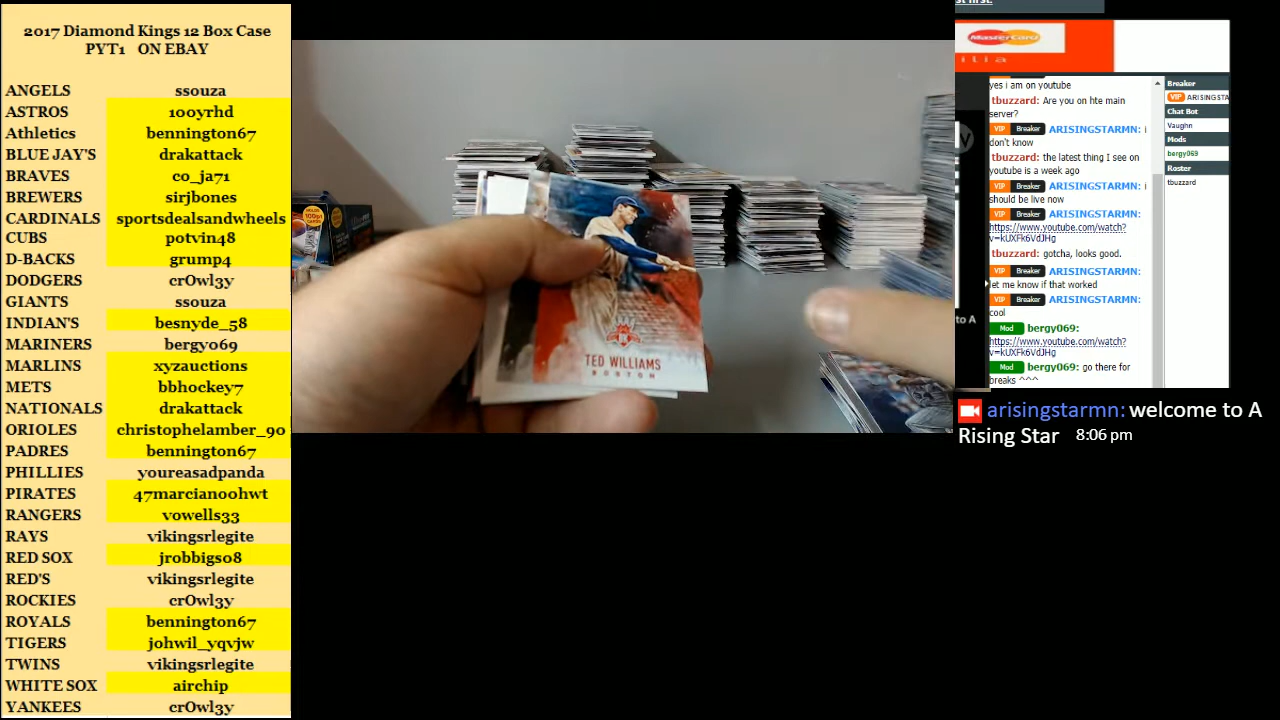 2017 Diamond Kings 12 Box Case
PYT1 ON EBAY
ANGELS ssouza
ASTROS 100yrhd
Athletics bennington67
BLUE JAY'S drakattack
BRAVES co_ja71
BREWERS sirjbones
CARDINALS sportsdealsandwheels
CUBS potvin48
D-BACKS grump4
DODGERS crOwl3y
GIANTS ssouza
INDIAN'S besnyde_58
MARINERS bergy069
MARLINS xyzauctions
METS bbhockey7
NATIONALS drakattack
ORIOLES christophelamber_90
PADRES bennington67
PHILLIES youreasadpanda
PIRATES 47marcianoohwt
RANGERS vowells33
RAYS vikingsrlegite
RED SOX jrobbigs08
RED'S vikingsrlegite
ROCKIES crOwl3y
ROYALS bennington67
TIGERS johwil_yqvjw
TWINS vikingsrlegite
WHITE SOX airchip
YANKEES crOwl3y
TED WILLIAMS
BOSTON
st first.
MasterCard
yes i am on youtube
tbuzzard: Are you on hte main
server?
VIP Breaker ARISINGSTARMN: i
don't know
tbuzzard: the latest thing I see on
youtube is a week ago
VIP Breaker ARISINGSTARMN: i
should be live now
VIP Breaker ARISINGSTARMN:
https://www.youtube.com/watch?
v=kUXFk6VdJHg
tbuzzard: gotcha, looks good.
VIP Breaker ARISINGSTARMN:
let me know if that worked
VIP Breaker ARISINGSTARMN:
cool
Mod bergy069:
https://www.youtube.com/watch?
v=kUXFk6VdJHg
Mod bergy069: go there for
breaks ^^^
Breaker
VIP ARISINGSTA
Chat Bot
Vaughn
Mods
bergy069
Roster
tbuzzard
to A
arisingstarmn: welcome to A
Rising Star 8:06 pm